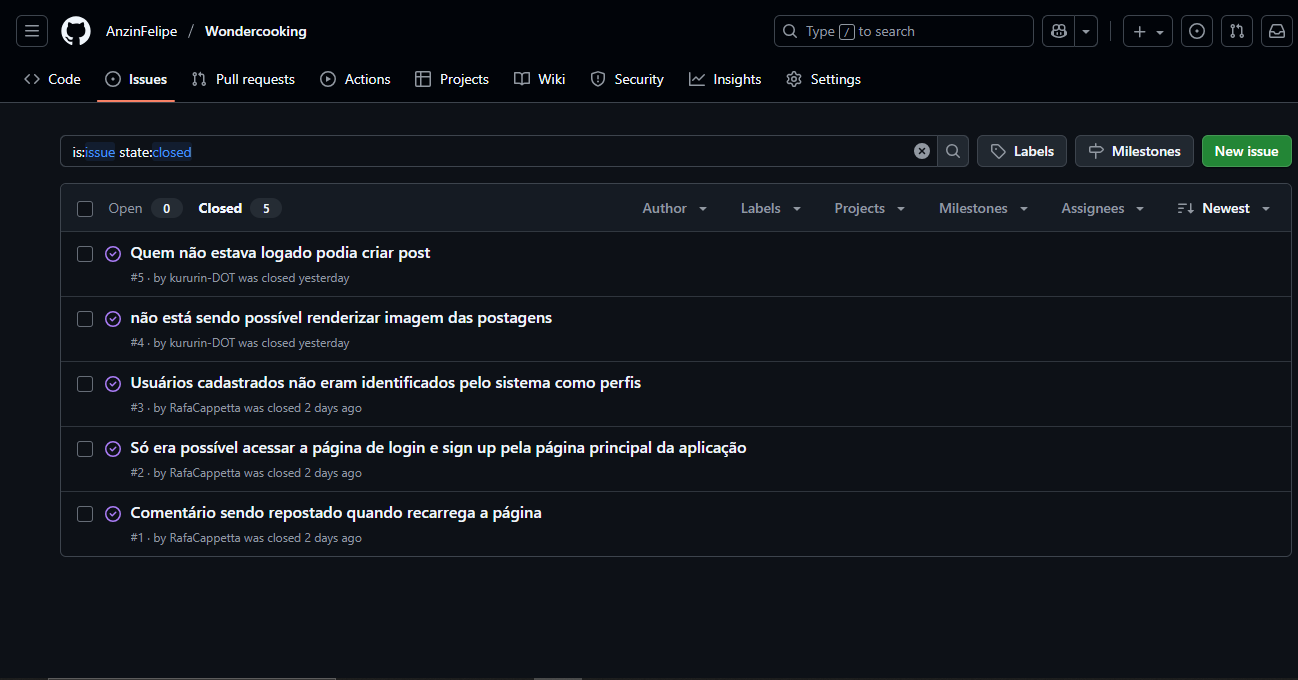 AnzinFelipe / Wondercooking
Type / to search
Code Issues Pull requests Actions Projects Wiki Security Insights Settings
is:issue state:closed
Labels Milestones New issue
Open 0 Closed 5 Author Labels Projects Milestones Assignees Newest
Quem não estava logado podia criar post
#5 · by kururin-DOT was closed yesterday
não está sendo possível renderizar imagem das postagens
#4 · by kururin-DOT was closed yesterday
Usuários cadastrados não eram identificados pelo sistema como perfis
#3 · by RafaCappetta was closed 2 days ago
Só era possível acessar a página de login e sign up pela página principal da aplicação
#2 · by RafaCappetta was closed 2 days ago
Comentário sendo repostado quando recarrega a página
#1 · by RafaCappetta was closed 2 days ago